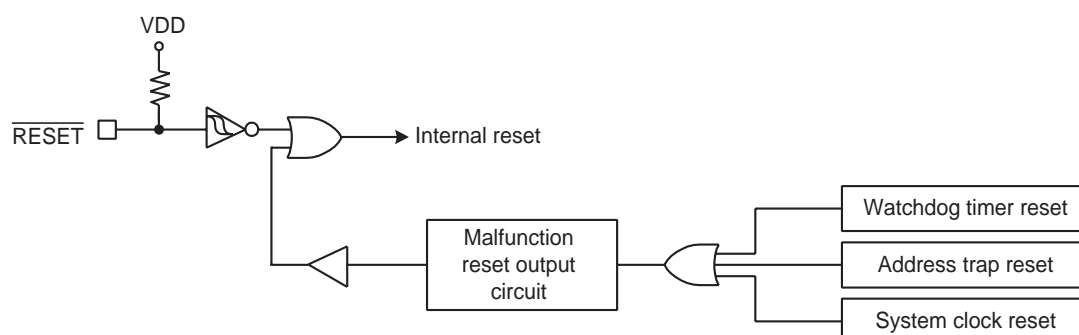 VDD
RESET
Internal reset
Watchdog timer reset
Malfunction
reset output
circuit
Address trap reset
System clock reset